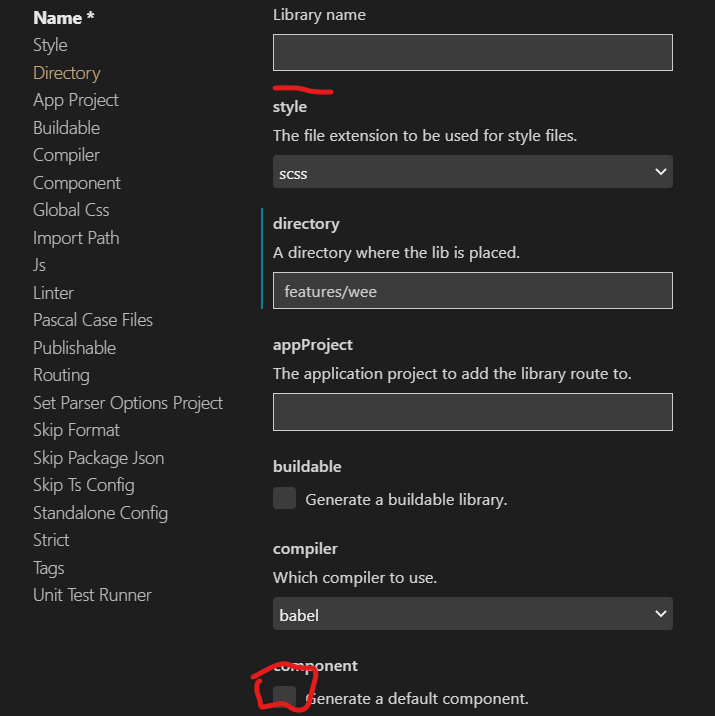 Name *
Style
Directory
App Project
Buildable
Compiler
Component
Global Css
Import Path
Js
Linter
Pascal Case Files
Publishable
Routing
Set Parser Options Project
Skip Format
Skip Package Json
Skip Ts Config
Standalone Config
Strict
Tags
Unit Test Runner
Library name
style
The file extension to be used for style files.
scss
directory
A directory where the lib is placed.
features/wee
appProject
The application project to add the library route to.
buildable
Generate a buildable library.
compiler
Which compiler to use.
babel
component
Generate a default component.